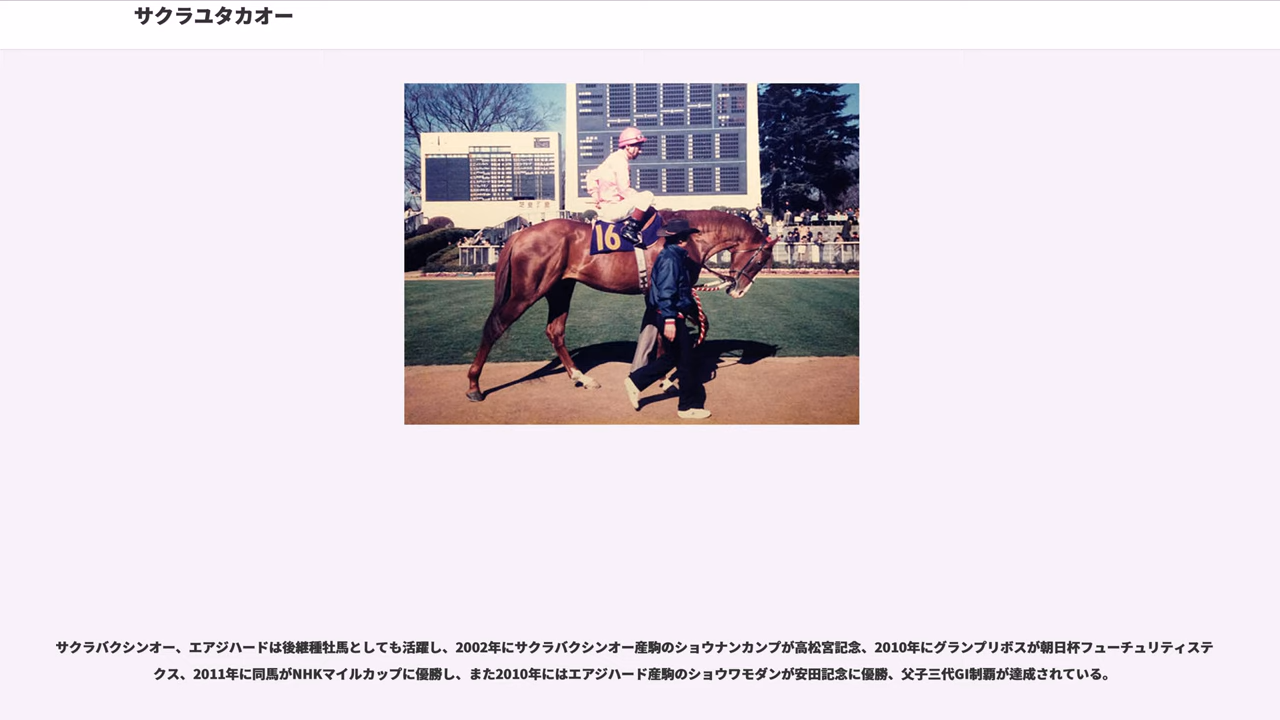 サクラユタカオー
16
サクラバクシンオー、エアジハードは後継種牡馬としても活躍し、2002年にサクラバクシンオー産駒のショウナンカンプが高松宮記念、2010年にグランプリボスが朝日杯フューチュリティステ
クス、2011年に同馬がNHKマイルカップに優勝し、また2010年にはエアジハード産駒のショウワモダンが安田記念に優勝、父子三代GI制覇が達成されている。